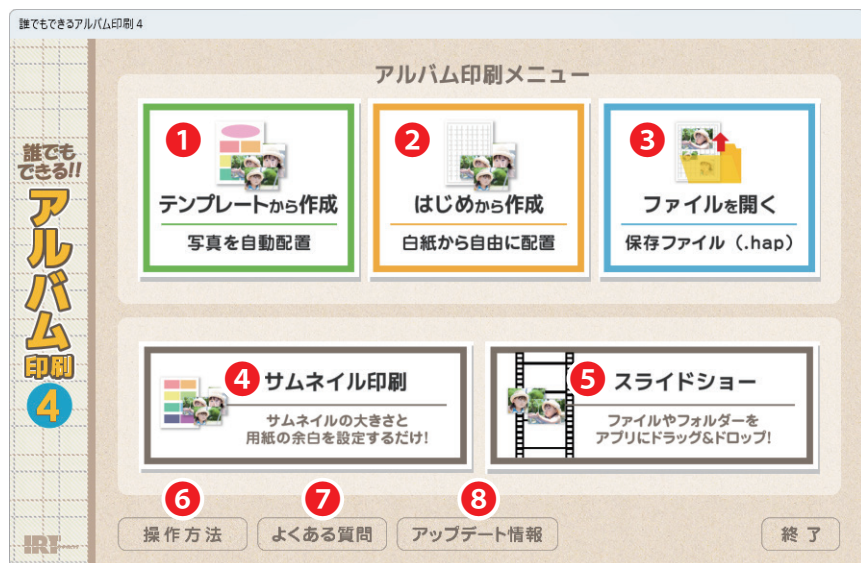 誰でもできるアルバム印刷 4
アルバム印刷メニュー
誰でも
できる!!
アルバム
印刷
4
1
テンプレートから作成
写真を自動配置
2
はじめから作成
白紙から自由に配置
3
ファイルを開く
保存ファイル（.hap）
4
サムネイル印刷
サムネイルの大きさと
用紙の余白を設定するだけ!
5
スライドショー
ファイルやフォルダーを
アプリにドラッグ&ドロップ!
6
操作方法
7
よくある質問
8
アップデート情報
終了
IRT